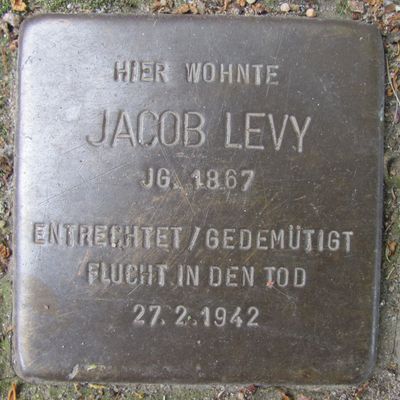 HIER WOHNTE
JACOB LEVY
JG. 1867
ENTRECHTET/GEDEMÜTIGT
FLUCHT IN DEN TOD
27.2.1942